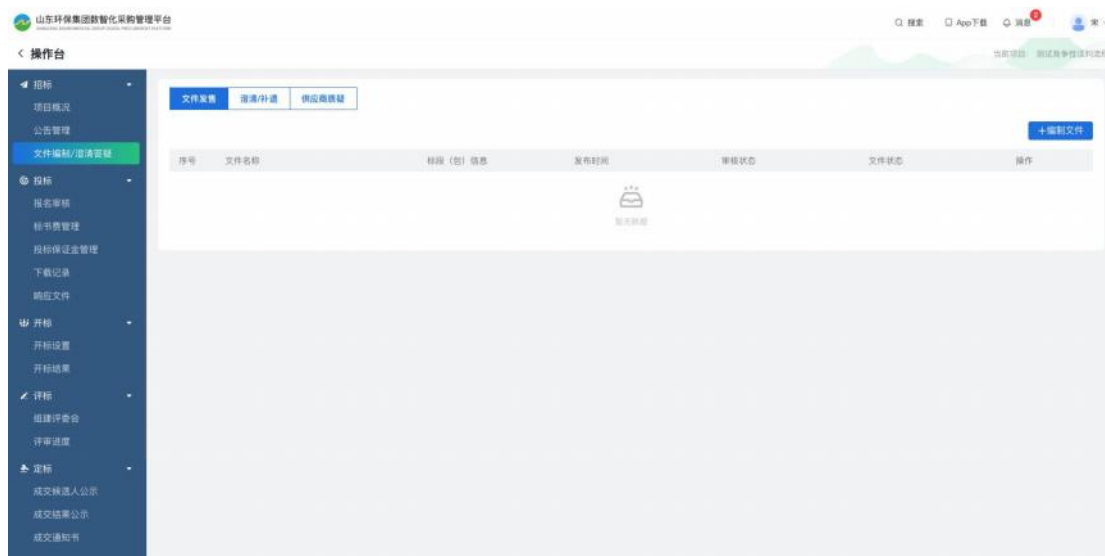 山东环保集团数智化采购管理平台
搜索 App下载 消息 宋
操作台
当前项目:
招标
项目概况
公告管理
文件编制/澄清答疑
投标
报名审核
标书费管理
投标保证金管理
下载记录
响应文件
开标
开标设置
开标结果
评标
组建评委会
评审进度
定标
成交候选人公示
成交结果公示
成交通知书
文件发售 澄清/补遗 供应商质疑
+编制文件
序号 文件名称 标段（包）信息 发布时间 审核状态 文件状态 操作
暂无数据